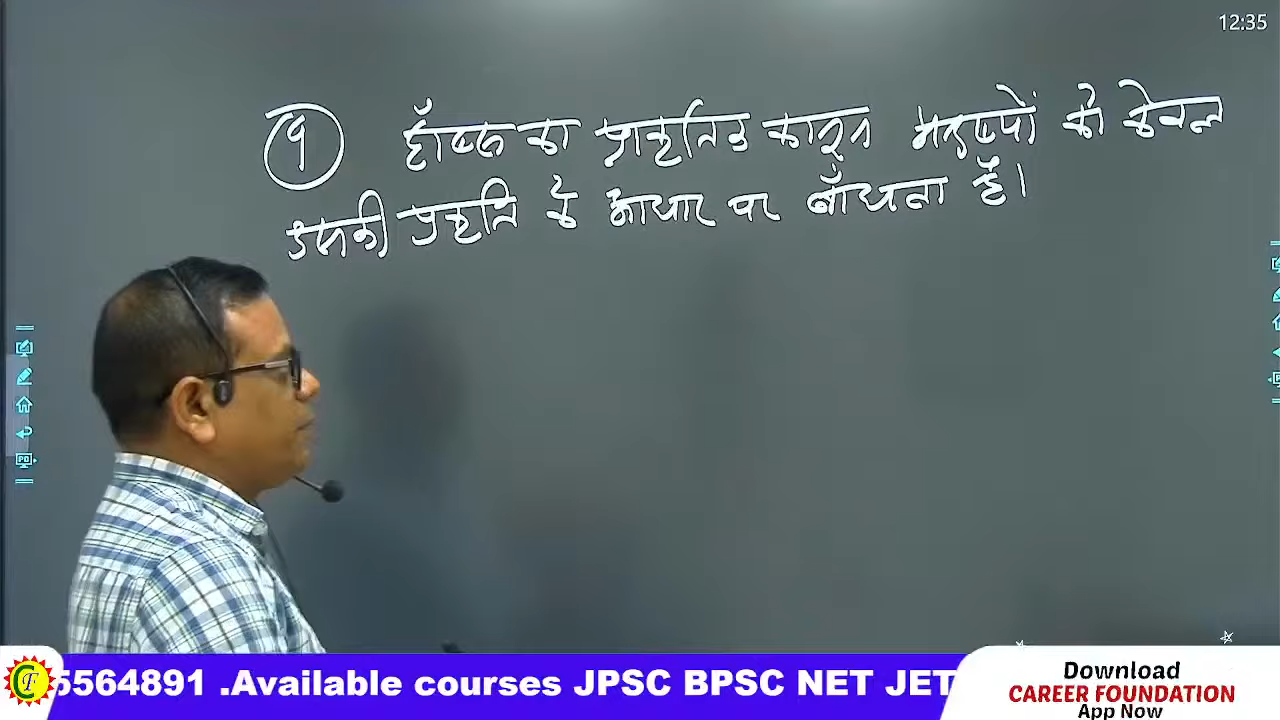 12:35
९ हॉब्स का प्राकृतिक कानून मनुष्यों को केवल
उसकी प्रकृति के आधार पर बाँधता है।
5564891 .Available courses JPSC BPSC NET JET
Download
CAREER FOUNDATION
App Now